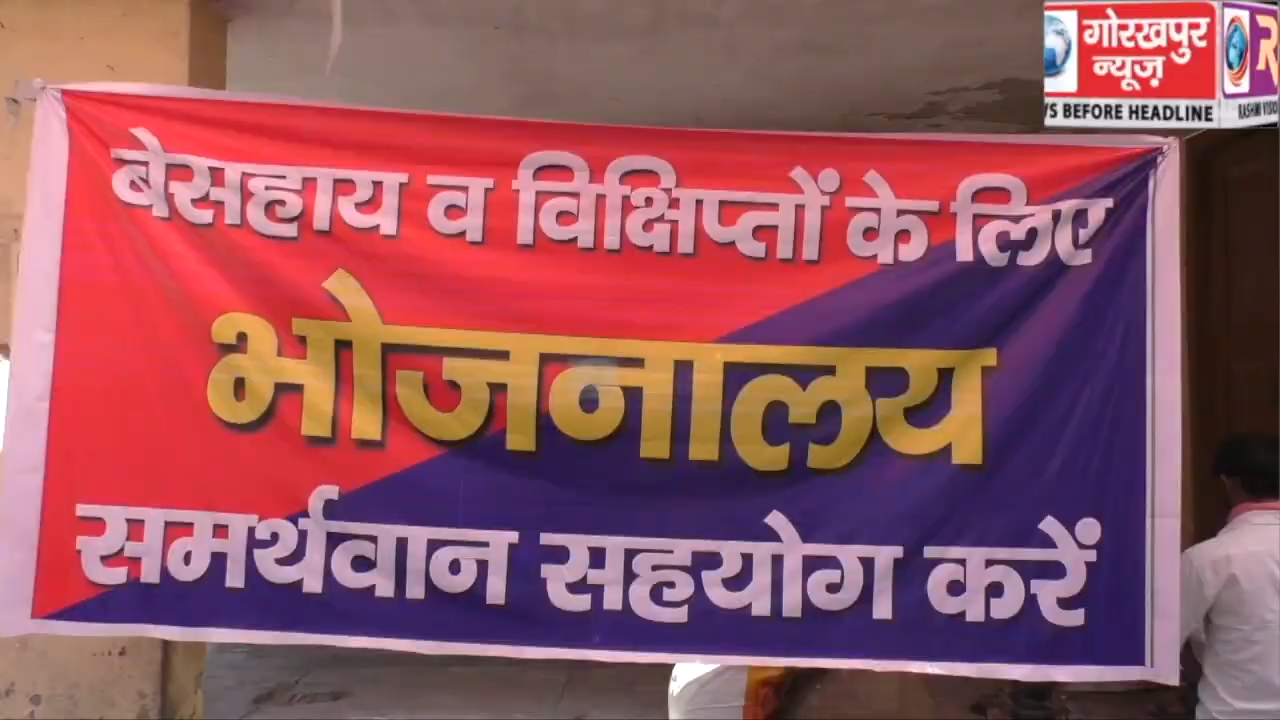 गोरखपुर
न्यूज़
S BEFORE HEADLINE
बेसहाय व विक्षिप्तों के लिए
भोजनालय
समर्थवान सहयोग करें